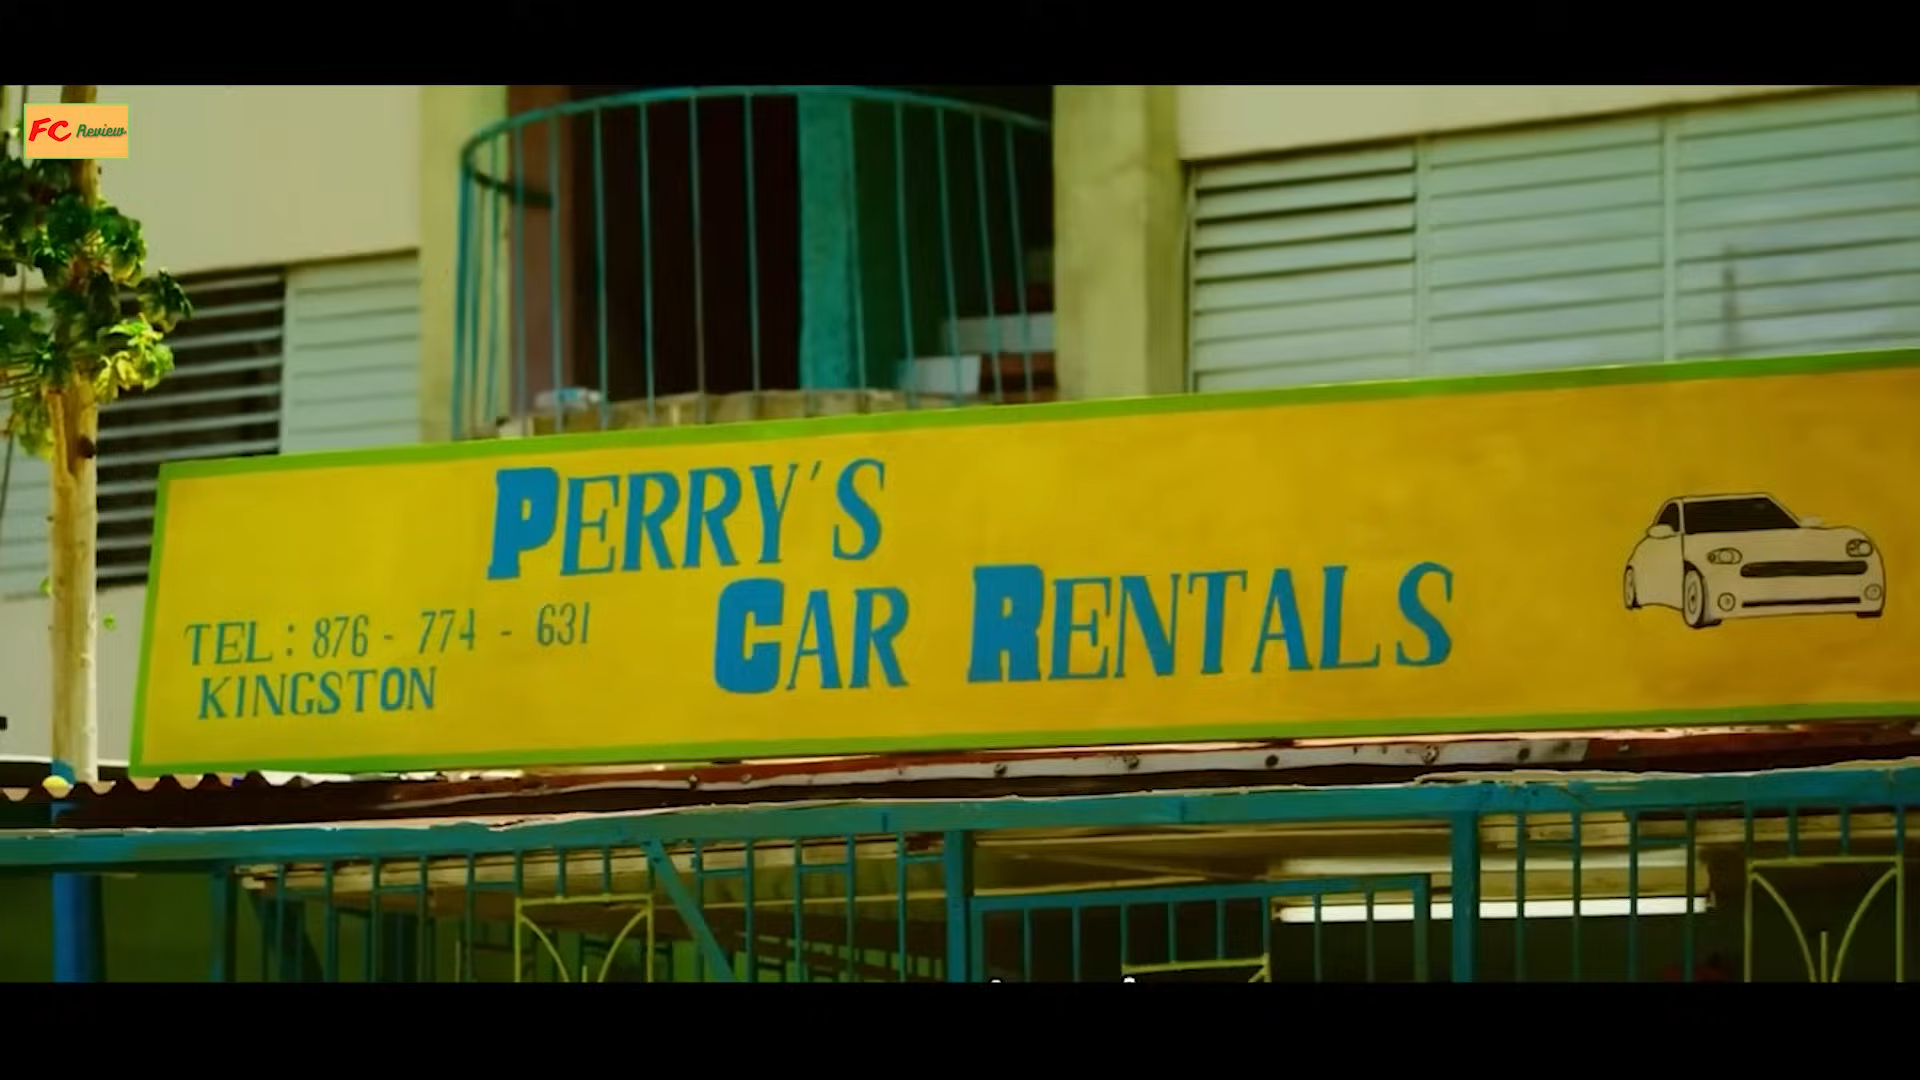 FC Review
PERRY'S
CAR RENTALS
TEL: 876 - 774 - 631
KINGSTON